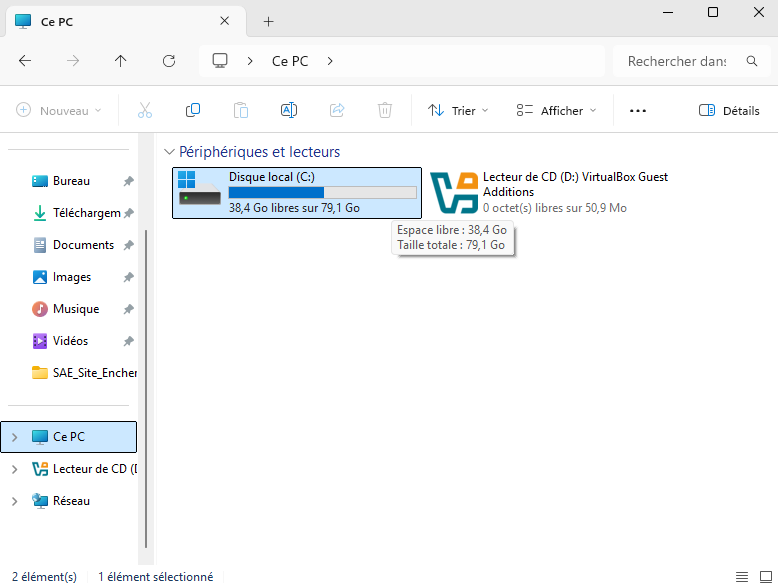 Ce PC
Ce PC
Rechercher dans
Nouveau
Trier
Afficher
Détails
Bureau
Téléchargem
Documents
Images
Musique
Vidéos
SAE_Site_Encher
Ce PC
Lecteur de CD (D
Réseau
Périphériques et lecteurs
Disque local (C:)
38,4 Go libres sur 79,1 Go
Lecteur de CD (D:) VirtualBox Guest
Additions
0 octet(s) libres sur 50,9 Mo
Espace libre : 38,4 Go
Taille totale : 79,1 Go
2 élément(s)
1 élément sélectionné